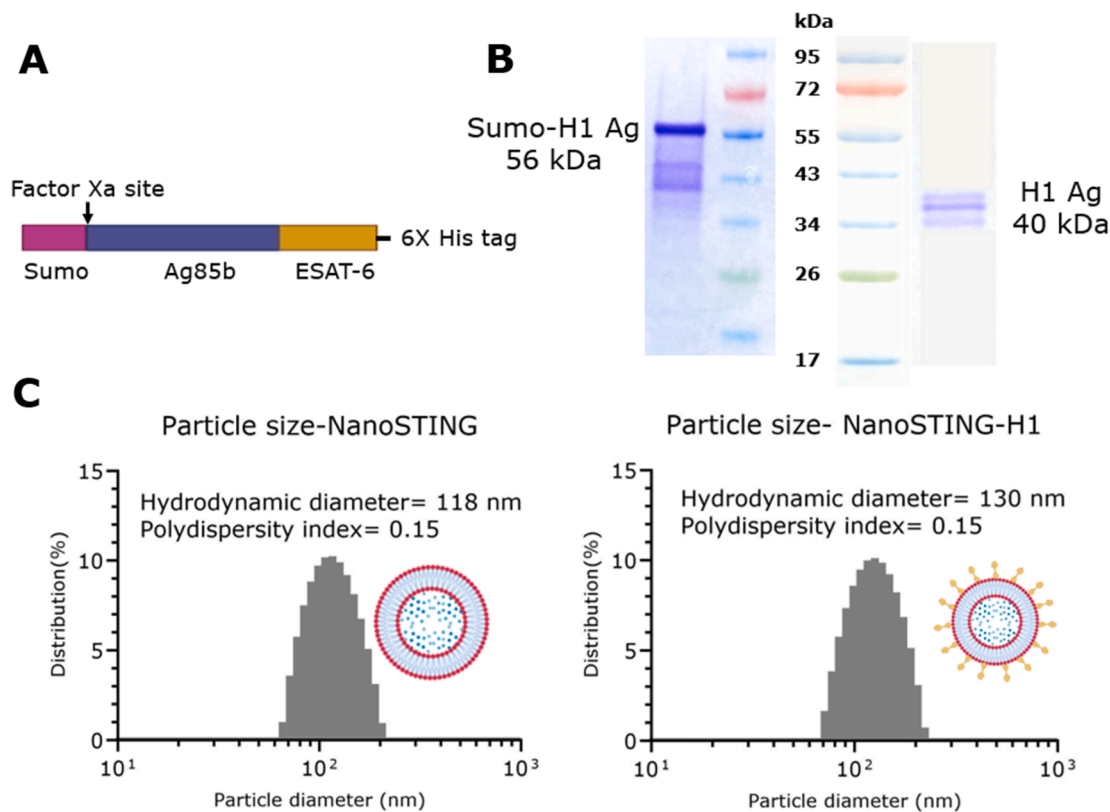 A
Factor Xa site
6X His tag
Sumo
Ag85b
ESAT-6
B
Sumo-H1 Ag
56 kDa
kDa
95
72
55
43
34
26
17
H1 Ag
40 kDa
C
Particle size-NanoSTING
Hydrodynamic diameter= 118 nm
Polydispersity index= 0.15
Distribution(%)
15
10
5
0
10¹
10²
10³
Particle diameter (nm)
Particle size- NanoSTING-H1
Hydrodynamic diameter= 130 nm
Polydispersity index= 0.15
Distribution(%)
15
10
5
0
10¹
10²
10³
Particle diameter (nm)